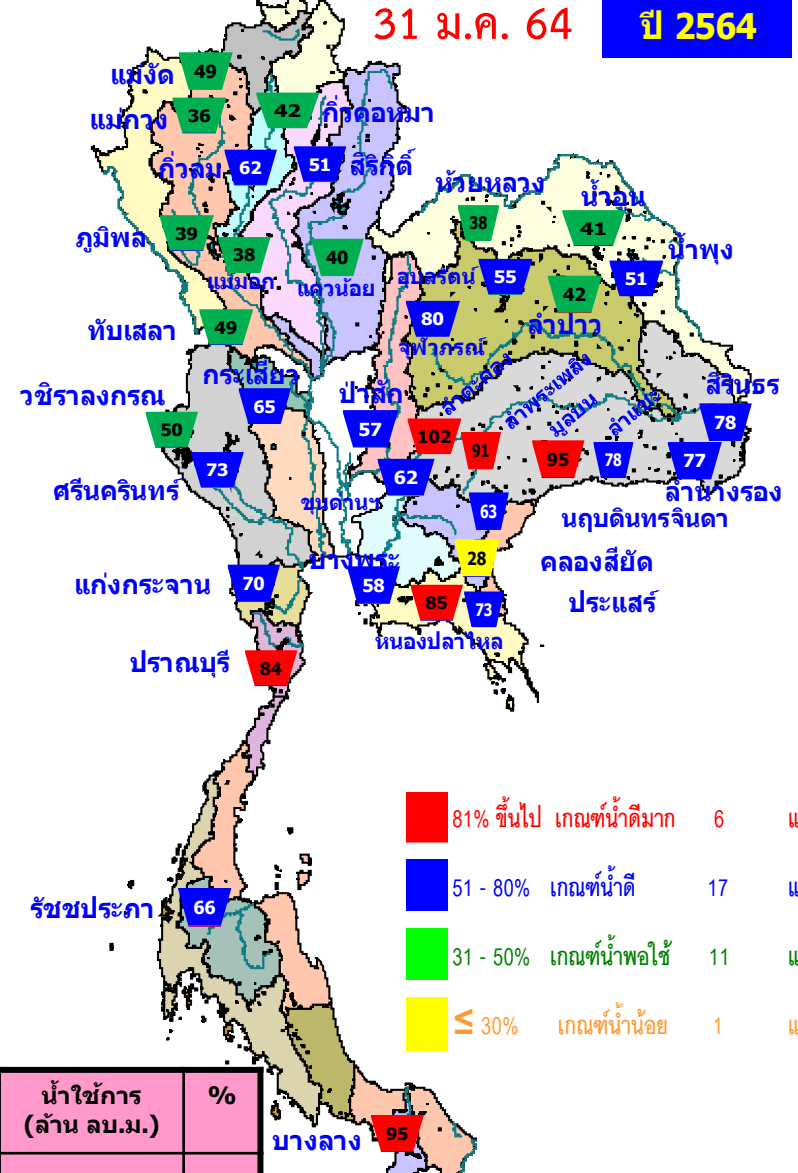 31 ม.ค. 64
ปี 2564
แม่งัด
49
แม่กวง
36
42
กิ่วคอหมา
กิ่วลม
62
51
สิริกิติ์
ห้วยหลวง
38
น้ำอูน
41
ภูมิพล
39
38
แม่มอก
40
แควน้อย
อุบลรัตน์
55
42
51
น้ำพุง
ทับเสลา
49
80
จุฬาภรณ์
ลำปาว
วชิราลงกรณ
50
กระเสียว
65
ป่าสัก
57
ลำตะคอง
102
ลำพระเพลิง
91
มูลบน
95
ลำแซะ
78
สิรินธร
78
77
ลำนางรอง
ศรีนครินทร์
73
62
ขุนด่านฯ
63
นฤบดินทรจินดา
แก่งกระจาน
70
บางพระ
58
28
คลองสียัด
85
73
ประแสร์
หนองปลาไหล
ปราณบุรี
84
81% ขึ้นไป เกณฑ์น้ำดีมาก 6 แ
51 - 80% เกณฑ์น้ำดี 17 แ
31 - 50% เกณฑ์น้ำพอใช้ 11 แ
≤ 30% เกณฑ์น้ำน้อย 1 แ
รัชชประภา
66
น้ำใช้การ %
(ล้าน ลบ.ม.)
บางลาง
95